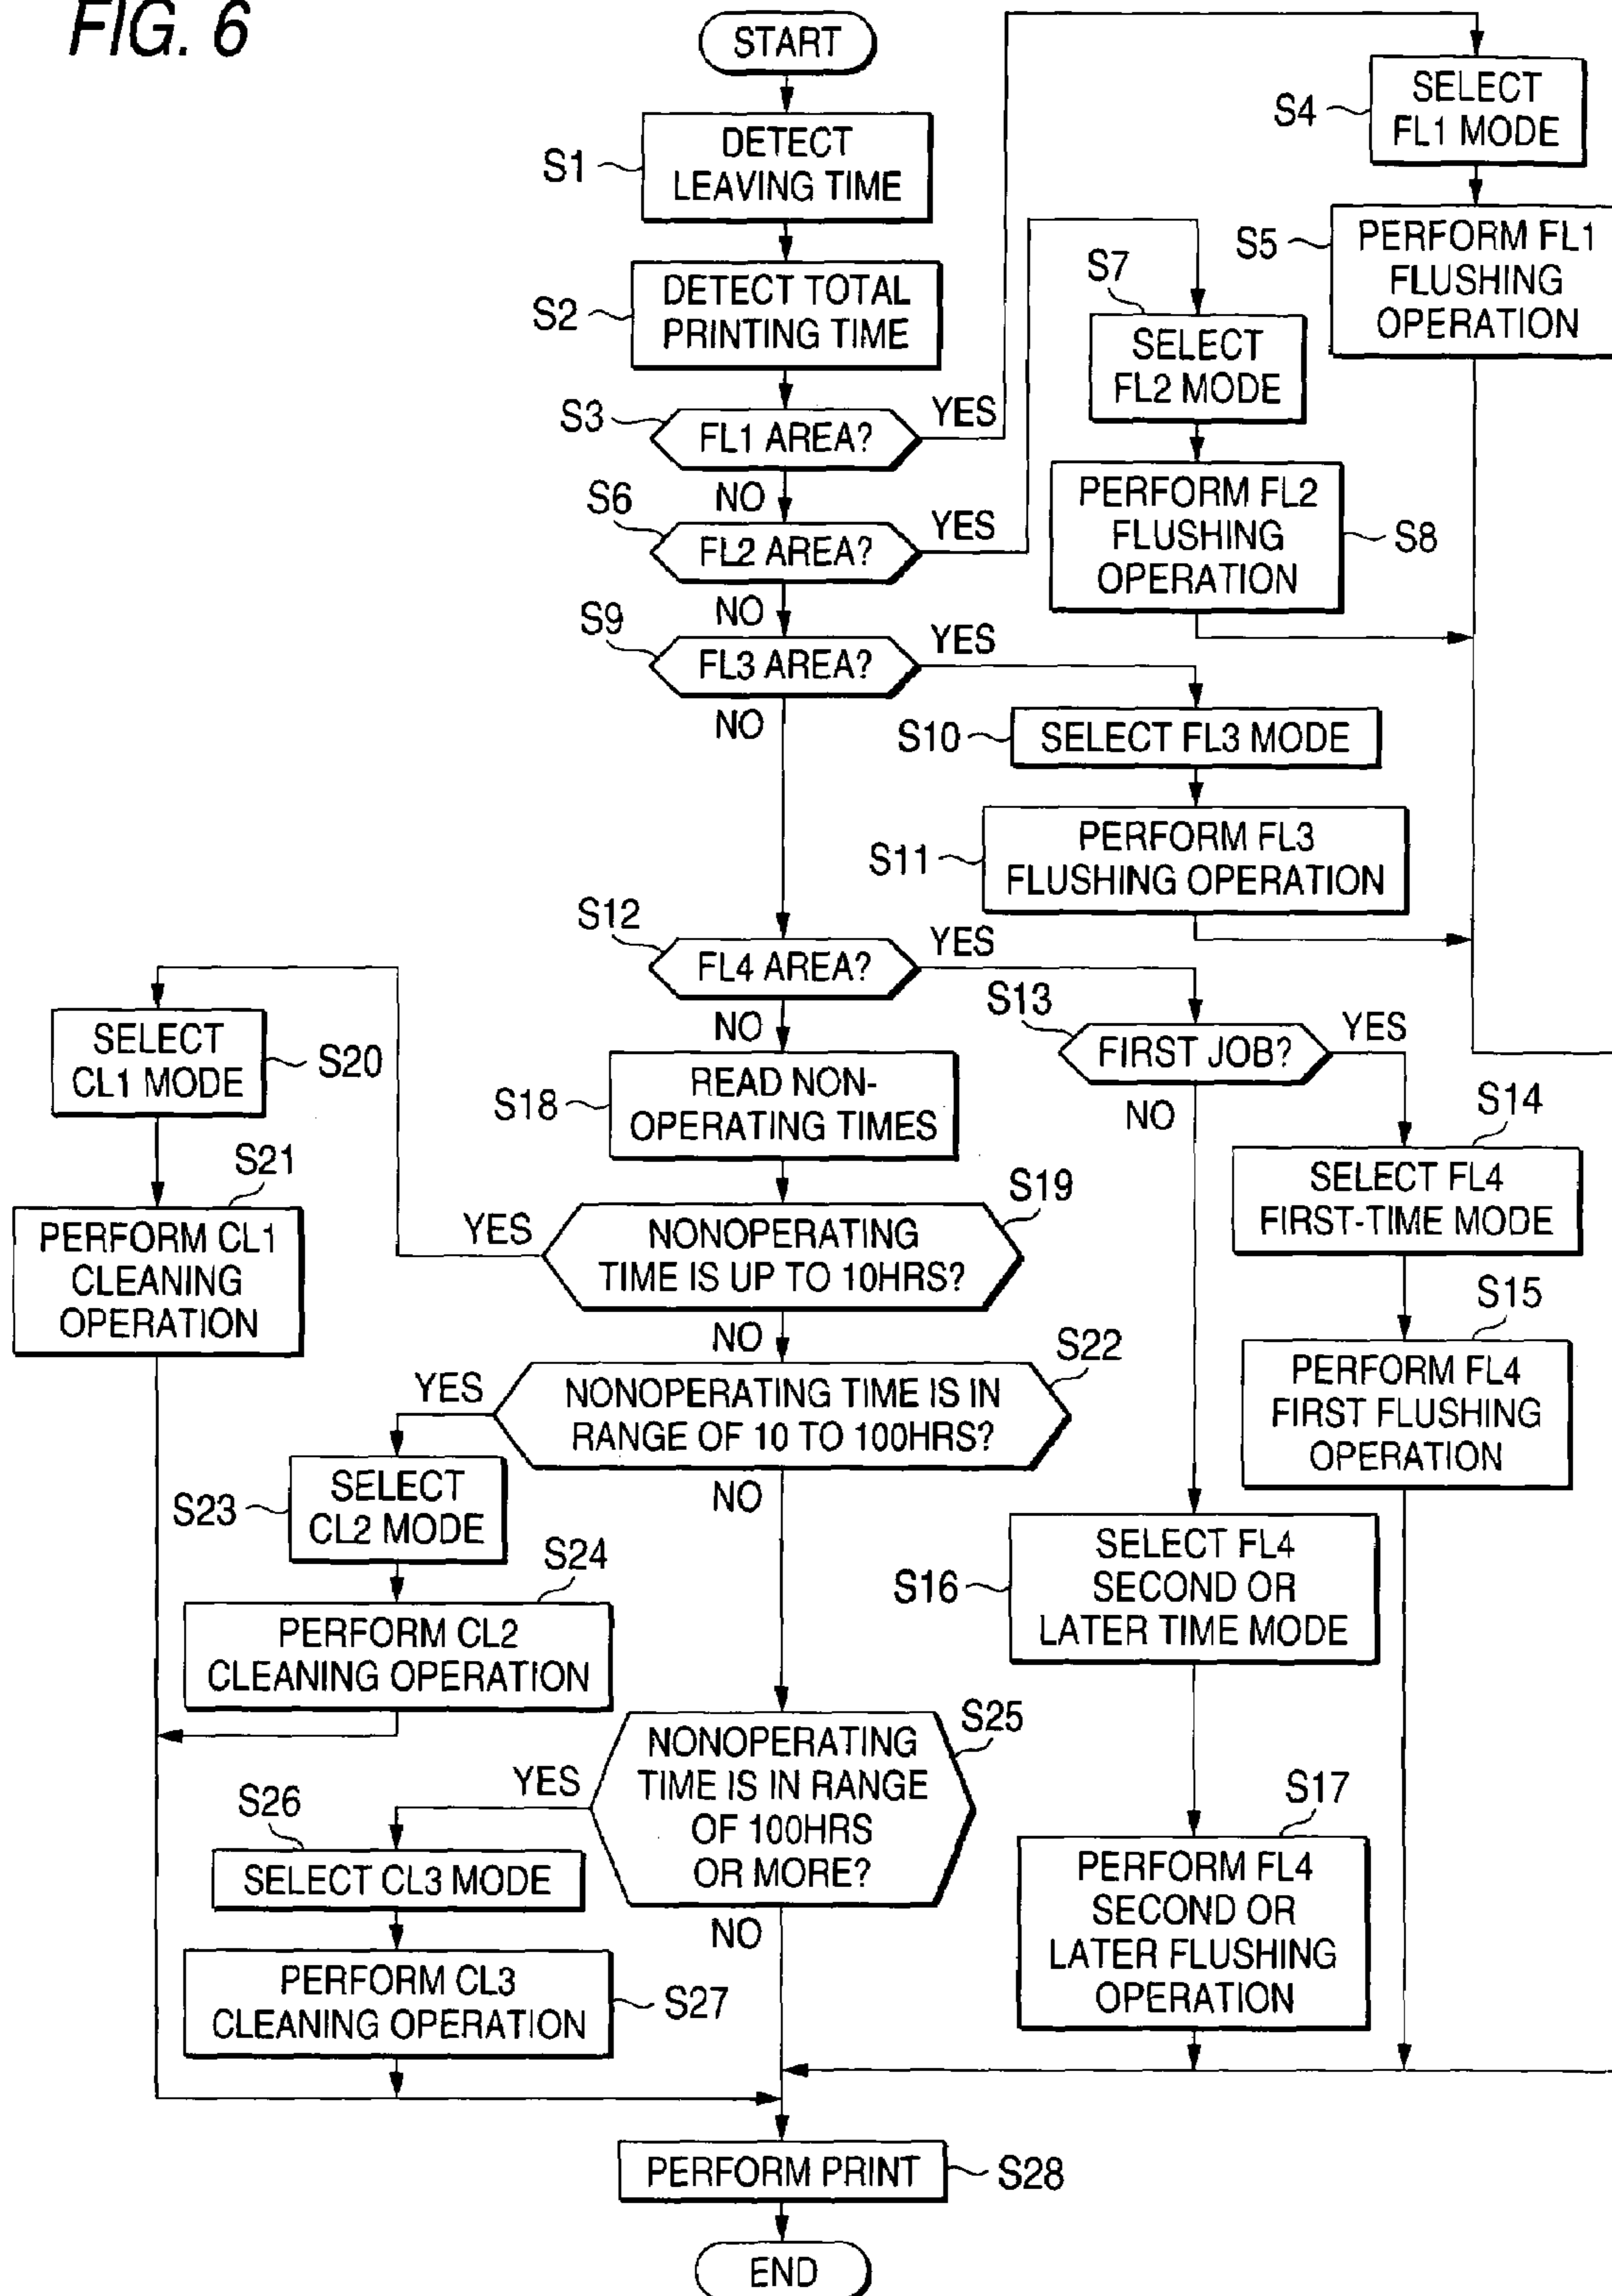 FIG. 6
START
S1
DETECT
LEAVING TIME
S2
DETECT TOTAL
PRINTING TIME
S3
FL1 AREA?
YES
NO
S4
SELECT
FL1 MODE
S5
PERFORM FL1
FLUSHING
OPERATION
S6
FL2 AREA?
YES
NO
S7
SELECT
FL2 MODE
PERFORM FL2
FLUSHING
OPERATION
S8
S9
FL3 AREA?
YES
NO
S10
SELECT FL3 MODE
S11
PERFORM FL3
FLUSHING OPERATION
S12
FL4 AREA?
YES
NO
S13
FIRST JOB?
YES
NO
S14
SELECT FL4
FIRST-TIME MODE
S15
PERFORM FL4
FIRST FLUSHING
OPERATION
S16
SELECT FL4
SECOND OR
LATER TIME MODE
S17
PERFORM FL4
SECOND OR
LATER FLUSHING
OPERATION
S18
READ NON-
OPERATING TIMES
S19
NONOPERATING
TIME IS UP TO 10HRS?
YES
NO
SELECT
CL1 MODE
S20
S21
PERFORM CL1
CLEANING
OPERATION
S22
NONOPERATING TIME IS IN
RANGE OF 10 TO 100HRS?
YES
NO
S23
SELECT
CL2 MODE
S24
PERFORM CL2
CLEANING OPERATION
S25
NONOPERATING
TIME IS IN RANGE
OF 100HRS
OR MORE?
YES
NO
S26
SELECT CL3 MODE
PERFORM CL3
CLEANING OPERATION
S27
PERFORM PRINT
S28
END